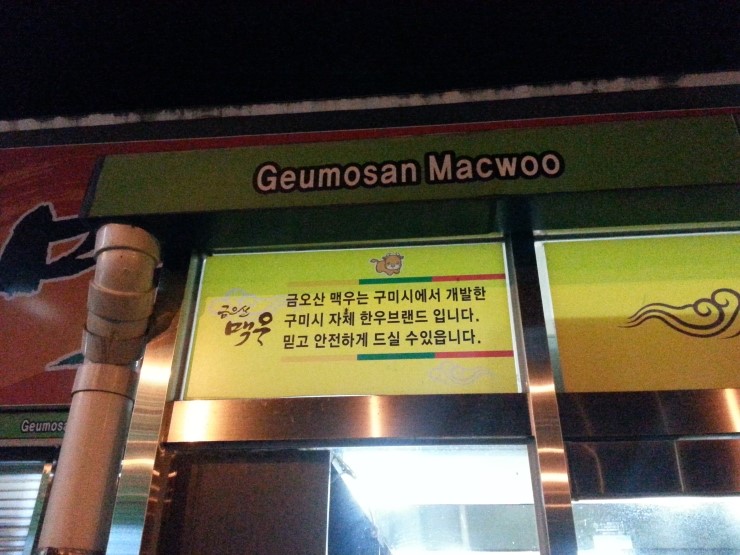 Geumosan Macwoo
금오산
맥우
금오산 맥우는 구미시에서 개발한
구미시 자체 한우브랜드 입니다.
믿고 안전하게 드실 수있읍니다.